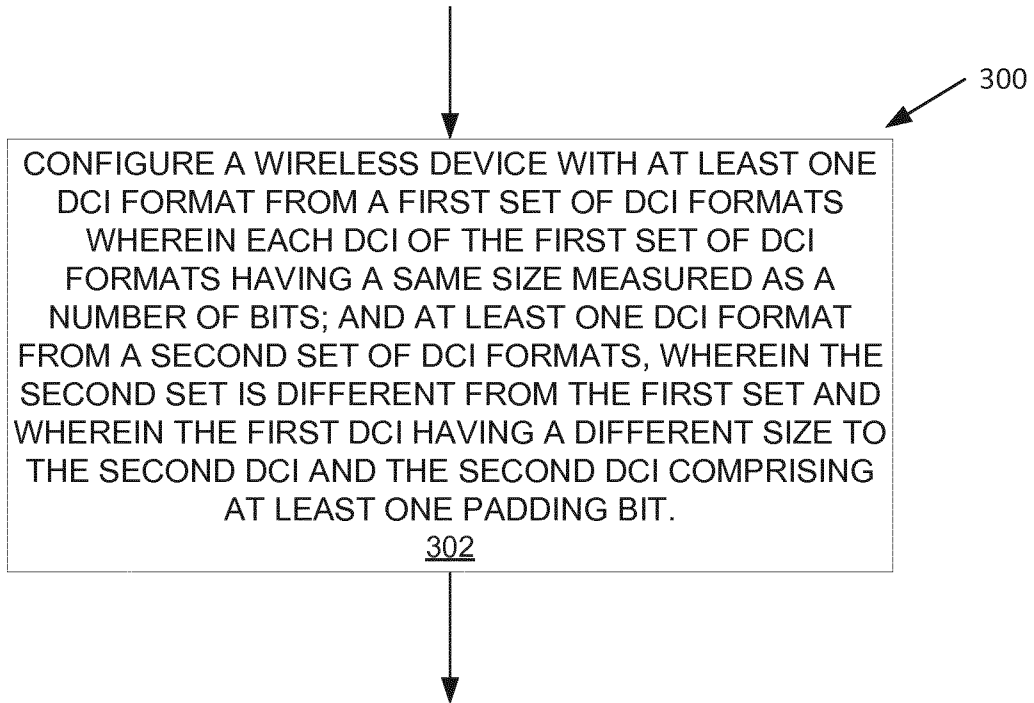 300
CONFIGURE A WIRELESS DEVICE WITH AT LEAST ONE
DCI FORMAT FROM A FIRST SET OF DCI FORMATS
WHEREIN EACH DCI OF THE FIRST SET OF DCI
FORMATS HAVING A SAME SIZE MEASURED AS A
NUMBER OF BITS; AND AT LEAST ONE DCI FORMAT
FROM A SECOND SET OF DCI FORMATS, WHEREIN THE
SECOND SET IS DIFFERENT FROM THE FIRST SET AND
WHEREIN THE FIRST DCI HAVING A DIFFERENT SIZE TO
THE SECOND DCI AND THE SECOND DCI COMPRISING
AT LEAST ONE PADDING BIT.
302